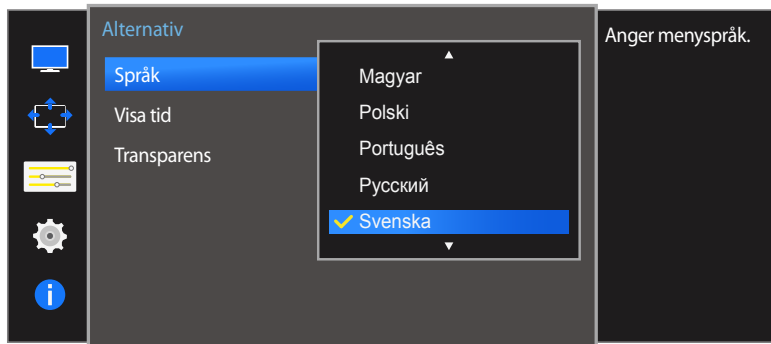 Alternativ
Anger menyspråk.
Språk
Visa tid
Transparens
Magyar
Polski
Português
Русский
Svenska